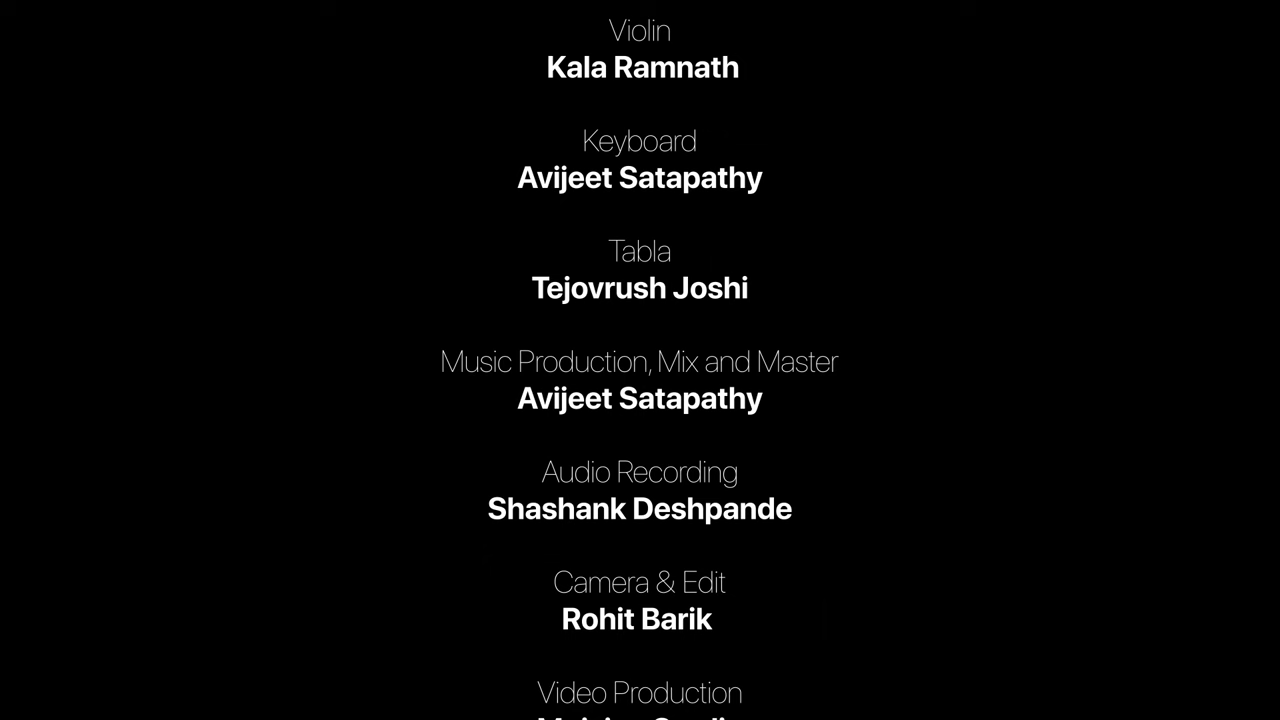 Violin
Kala Ramnath
Keyboard
Avijeet Satapathy
Tabla
Tejovrush Joshi
Music Production, Mix and Master
Avijeet Satapathy
Audio Recording
Shashank Deshpande
Camera & Edit
Rohit Barik
Video Production